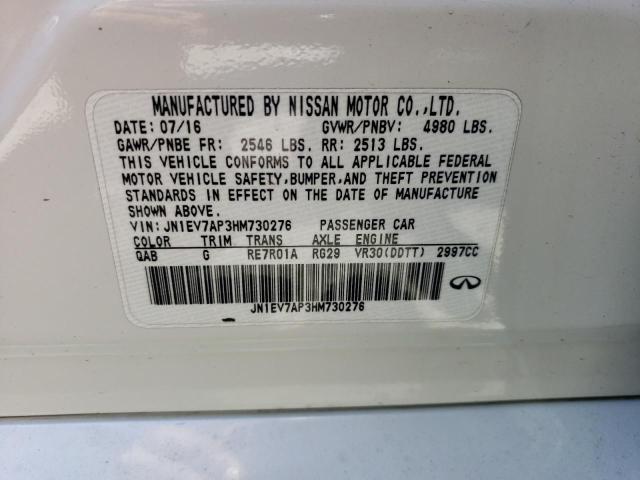 MANUFACTURED BY NISSAN MOTOR CO.,LTD.
DATE: 07/16 GVWR/PNBV: 4980 LBS.
GAWR/PNBE FR: 2546 LBS. RR: 2513 LBS.
THIS VEHICLE CONFORMS TO ALL APPLICABLE FEDERAL
MOTOR VEHICLE SAFETY,BUMPER,AND THEFT PREVENTION
STANDARDS IN EFFECT ON THE DATE OF MANUFACTURE
SHOWN ABOVE.
VIN: JN1EV7AP3HM730276 PASSENGER CAR
COLOR TRIM TRANS AXLE ENGINE
QAB G RE7R01A RG29 VR30(DDTT) 2997CC
JN1EV7AP3HM730276